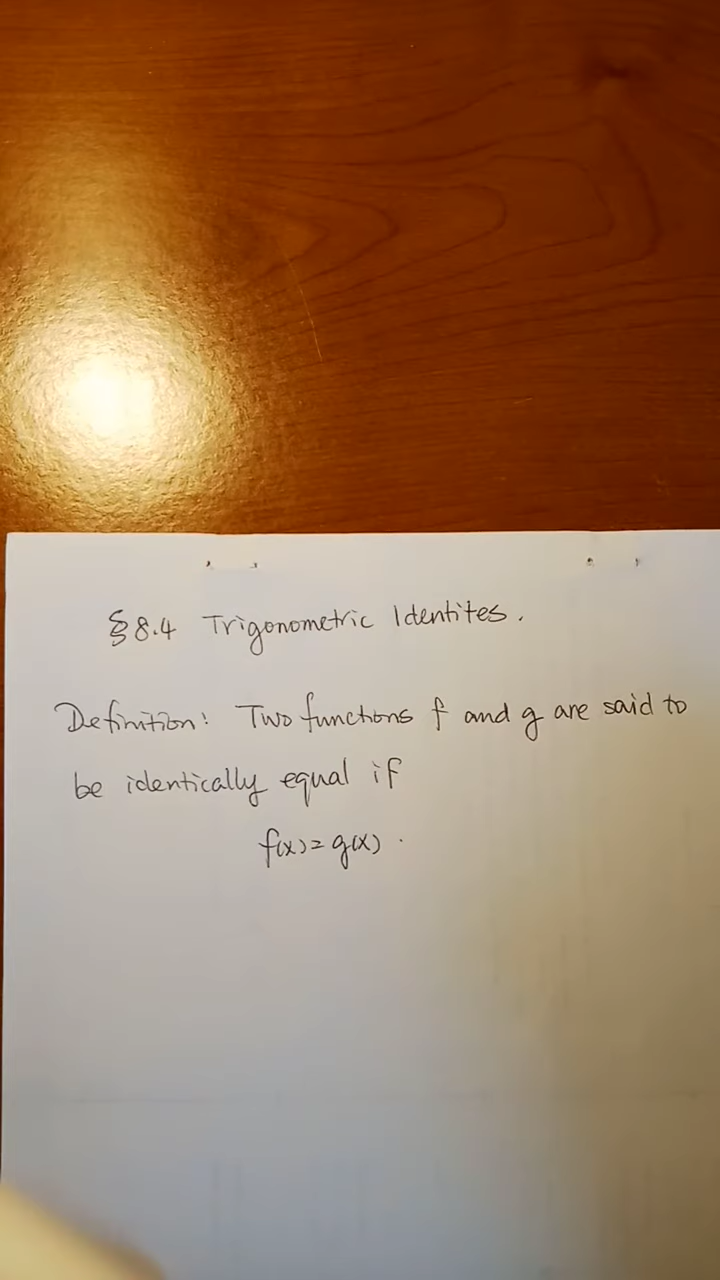 §8.4 Trigonometric Identites.
Definition: Two functions f and g are said to
be identically equal if
f(x) = g(x).